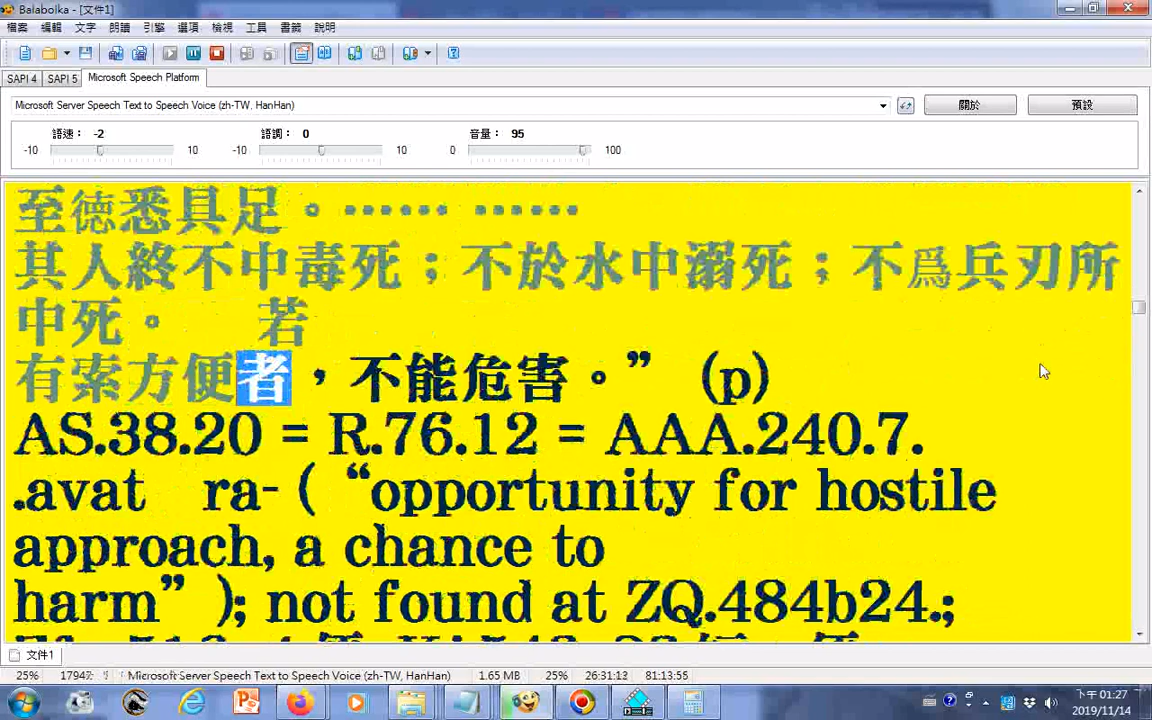 Balabolka - [文件1]
檔案 編輯 文字 朗讀 引擎 選項 檢視 工具 書籤 說明
SAPI 4 SAPI 5 Microsoft Speech Platform
Microsoft Server Speech Text to Speech Voice (zh-TW, HanHan) 關於 預設
語速： -2 語調： 0 音量： 95
-10 10 -10 10 0 100
至德悉具足。…… ……
其人終不中毒死；不於水中溺死；不爲兵刃所
中死。 若
有索方便者，不能危害。” (p)
AS.38.20 = R.76.12 = AAA.240.7.
.avat ra- ( “opportunity for hostile
approach, a chance to
harm” ); not found at ZQ.484b24.;
文件1
25% Microsoft Server Speech Text to Speech Voice (zh-TW, HanHan) 1.65 MB 25% 26:31:12 81:13:55
下午 01:27
2019/11/14